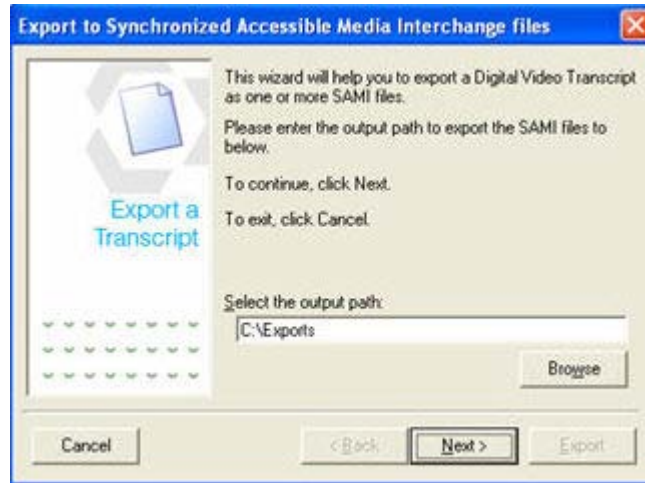 Export to Synchronized Accessible Media Interchange files
This wizard will help you to export a Digital Video Transcript
as one or more SAMI files.
Please enter the output path to export the SAMI files to
below.
To continue, click Next.
To exit, click Cancel.
Export a
Transcript
Select the output path:
C:\Exports
Browse
Cancel
< Back
Next >
Export